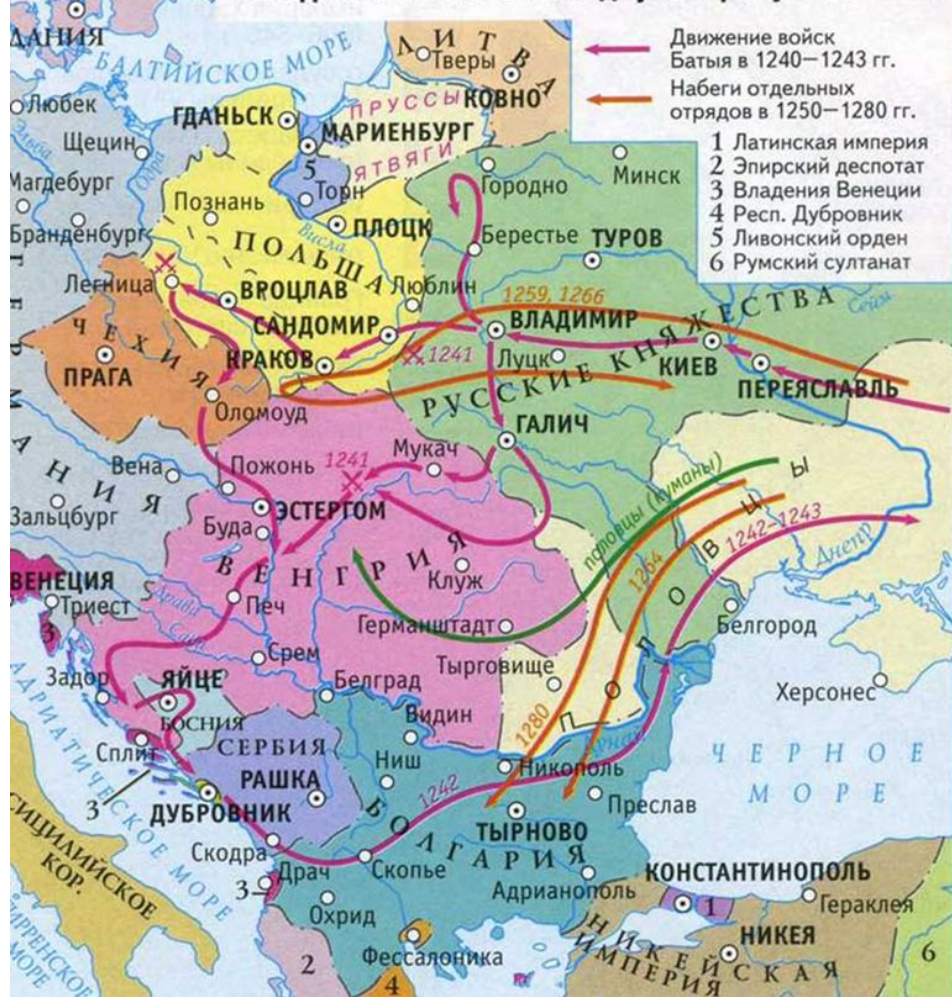 Движение войск
Батыя в 1240—1243 гг.
Набеги отдельных
отрядов в 1250—1280 гг.
1 Латинская империя
2 Эпирский деспотат
3 Владения Венеции
4 Респ. Дубровник
5 Ливонский орден
6 Румский султанат
ДАНИЯ
БАЛТИЙСКОЕ МОРЕ
ЛИТВА
Тверы
КОВНО
Любек
ГДАНЬСК
ПРУССЫ
МАРИЕНБУРГ
ЯТВЯГИ
Щецин
Эльба
Одра
Магдебург
5
Торн
Городно
Минск
Познань
Бранденбург
ПОЛЬША
Висла
ПЛОЦК
Берестье
ТУРОВ
Сейм
Легница
ВРОЦЛАВ
Люблин
1259, 1266
САНДОМИР
ВЛАДИМИР
РУССКИЕ КНЯЖЕСТВА
ЧЕХИЯ
ПРАГА
КРАКОВ
1241
Луцк
КИЕВ
ПЕРЕЯСЛАВЛЬ
Оломоуд
ГАЛИЧ
ГЕРМАНИЯ
Вена
Пожонь
1241
Мукач
половцы (куманы)
ПОЛОВЦЫ
Зальцбург
ЭСТЕРГОМ
Буда
1264
1242–1243
Днепр
ВЕНГРИЯ
Клуж
ВЕНЕЦИЯ
Триест
Драва
Печ
3
Сава
Германштадт
Белгород
Срем
Тырговище
Задор
ЯЙЦЕ
Белград
Херсонес
БОСНИЯ
Видин
1280
Дунай
Сплит
СЕРБИЯ
ЧЕРНОЕ
МОРЕ
АДРИАТИЧЕСКОЕ МОРЕ
РАШКА
Ниш
Никополь
3
ДУБРОВНИК
1242
Преслав
БОЛГАРИЯ
ТЫРНОВО
СИЦИЛИЙСКОЕ
КОР.
Скодра
Драч
Скопье
3
Адрианополь
КОНСТАНТИНОПОЛЬ
1
Гераклея
Охрид
НИКЕЯ
НИКЕЙСКАЯ
ИМПЕРИЯ
Фессалоника
2
4
6
МОРЕ